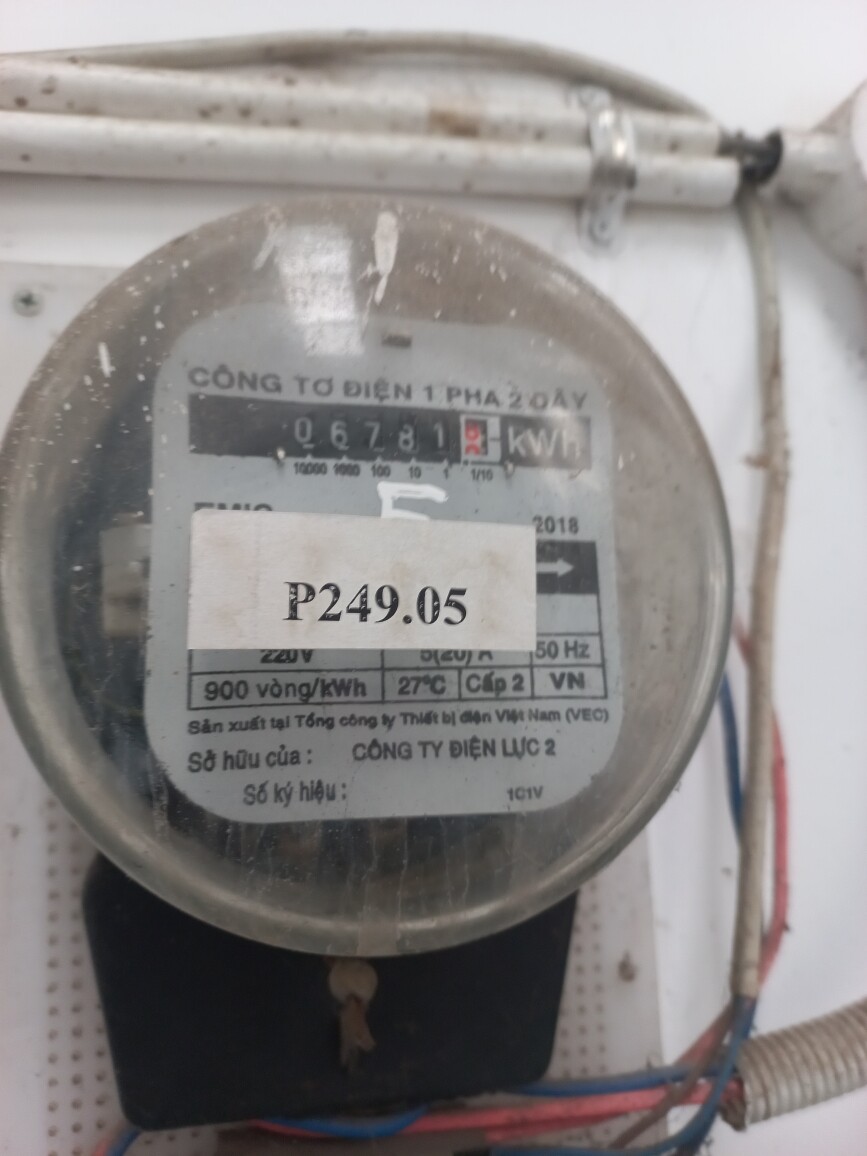 CÔNG TƠ ĐIỆN 1 PHA 2 DÂY
06781 kWh
10000 1000 100 10 1 1/10
EMIC 2018
P249.05
220V 5(20) A 50 Hz
900 vòng/kWh 27°C Cấp 2 VN
Sản xuất tại Tổng công ty Thiết bị điện Việt Nam (VEC)
Sở hữu của : CÔNG TY ĐIỆN LỰC 2
Số ký hiệu : 1C1V